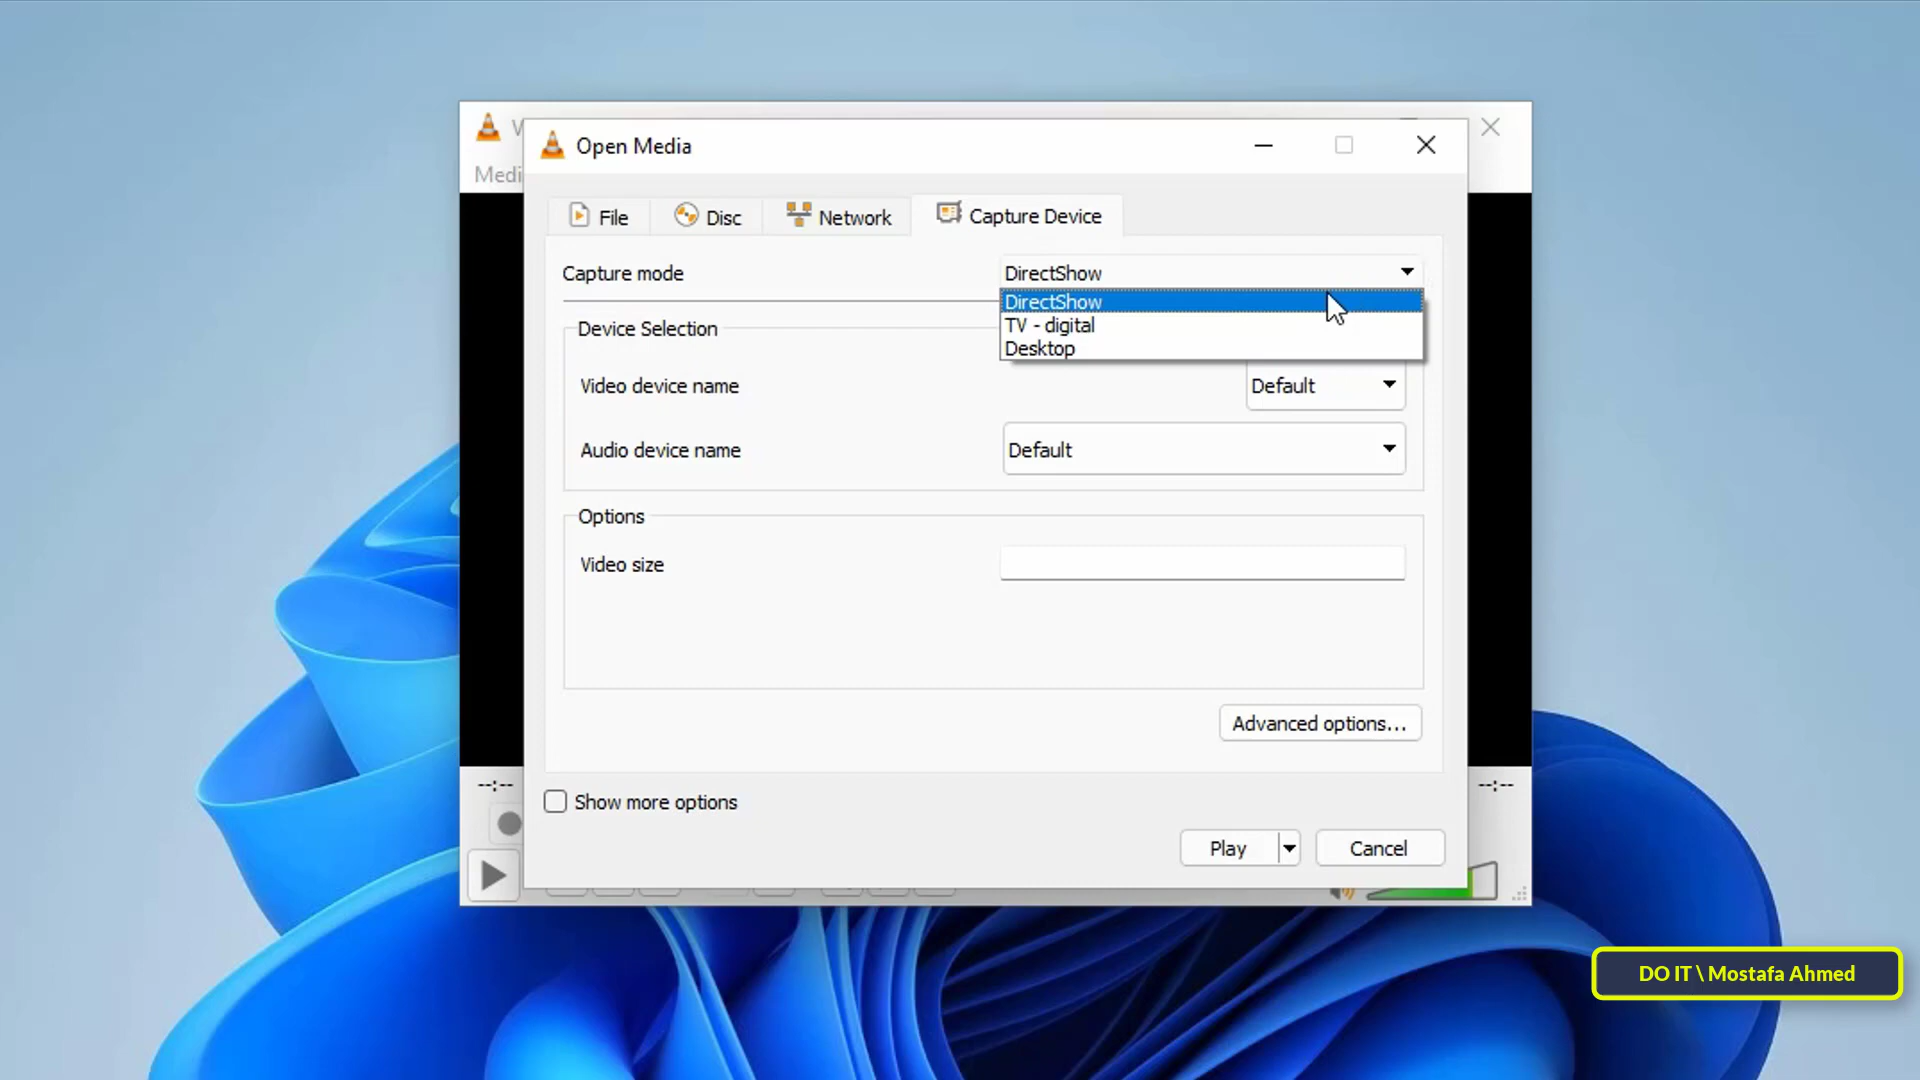 Open Media
Medi
File
Disc
Network
Capture Device
Capture mode
DirectShow
DirectShow
TV - digital
Desktop
Device Selection
Video device name
Default
Audio device name
Default
Options
Video size
Advanced options...
--:--
--:--
Show more options
Play
Cancel
DO IT \ Mostafa Ahmed